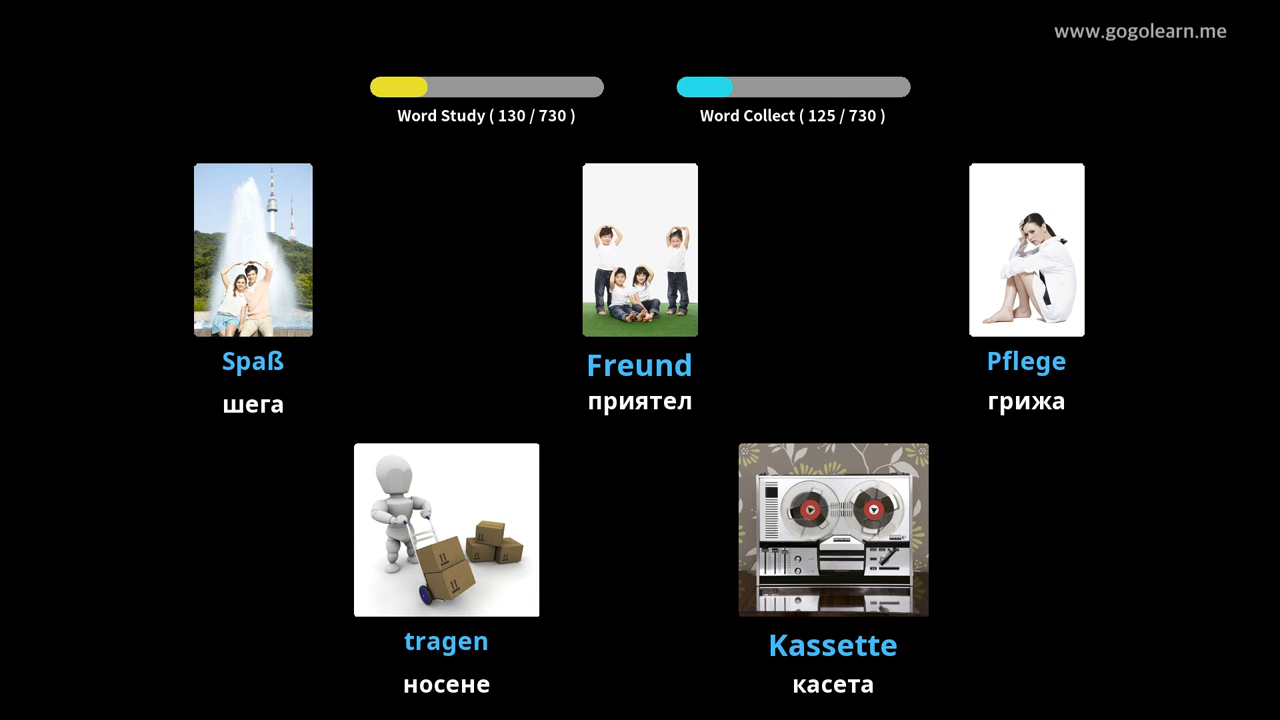 www.gogolearn.me
Word Study ( 130 / 730 )
Word Collect ( 125 / 730 )
Spaß
шега
Freund
приятел
Pflege
грижа
tragen
носене
Kassette
касета